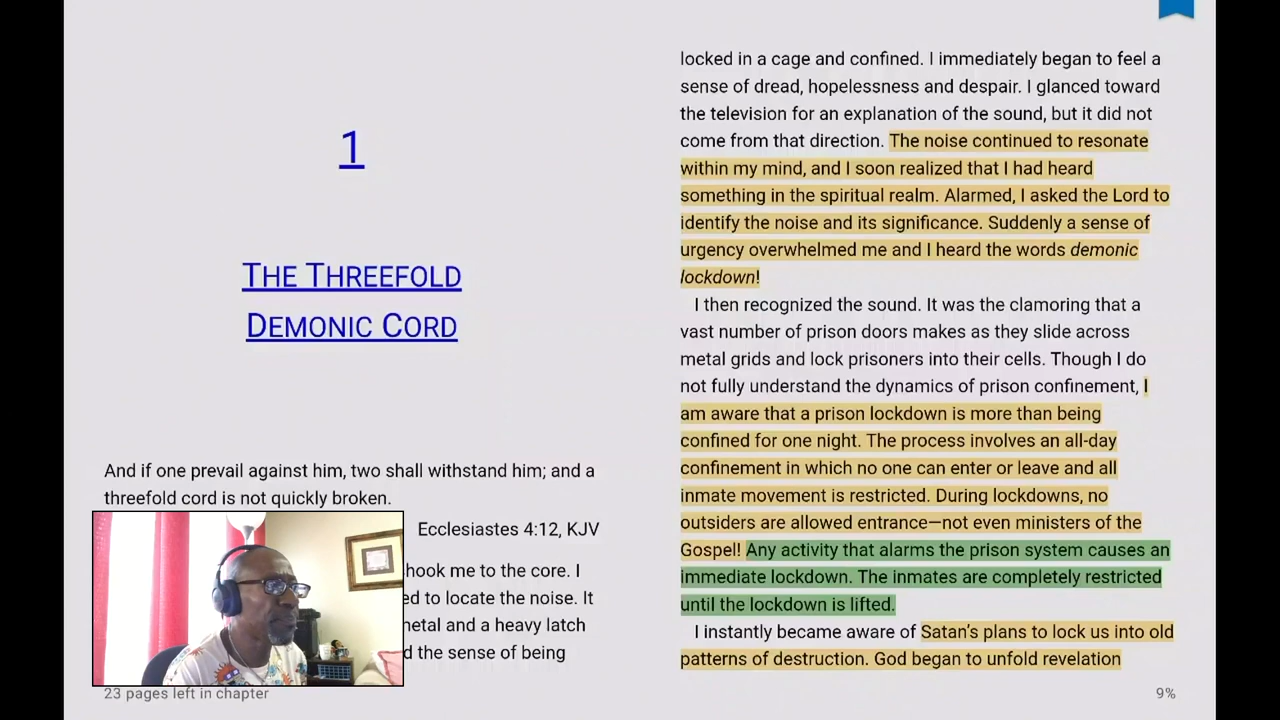 1
THE THREEFOLD
DEMONIC CORD
And if one prevail against him, two shall withstand him; and a
threefold cord is not quickly broken.
Ecclesiastes 4:12, KJV
hook me to the core. I
ed to locate the noise. It
netal and a heavy latch
d the sense of being
23 pages left in chapter
locked in a cage and confined. I immediately began to feel a
sense of dread, hopelessness and despair. I glanced toward
the television for an explanation of the sound, but it did not
come from that direction. The noise continued to resonate
within my mind, and I soon realized that I had heard
something in the spiritual realm. Alarmed, I asked the Lord to
identify the noise and its significance. Suddenly a sense of
urgency overwhelmed me and I heard the words demonic
lockdown!
I then recognized the sound. It was the clamoring that a
vast number of prison doors makes as they slide across
metal grids and lock prisoners into their cells. Though I do
not fully understand the dynamics of prison confinement, I
am aware that a prison lockdown is more than being
confined for one night. The process involves an all-day
confinement in which no one can enter or leave and all
inmate movement is restricted. During lockdowns, no
outsiders are allowed entrance—not even ministers of the
Gospel! Any activity that alarms the prison system causes an
immediate lockdown. The inmates are completely restricted
until the lockdown is lifted.
I instantly became aware of Satan's plans to lock us into old
patterns of destruction. God began to unfold revelation
9%